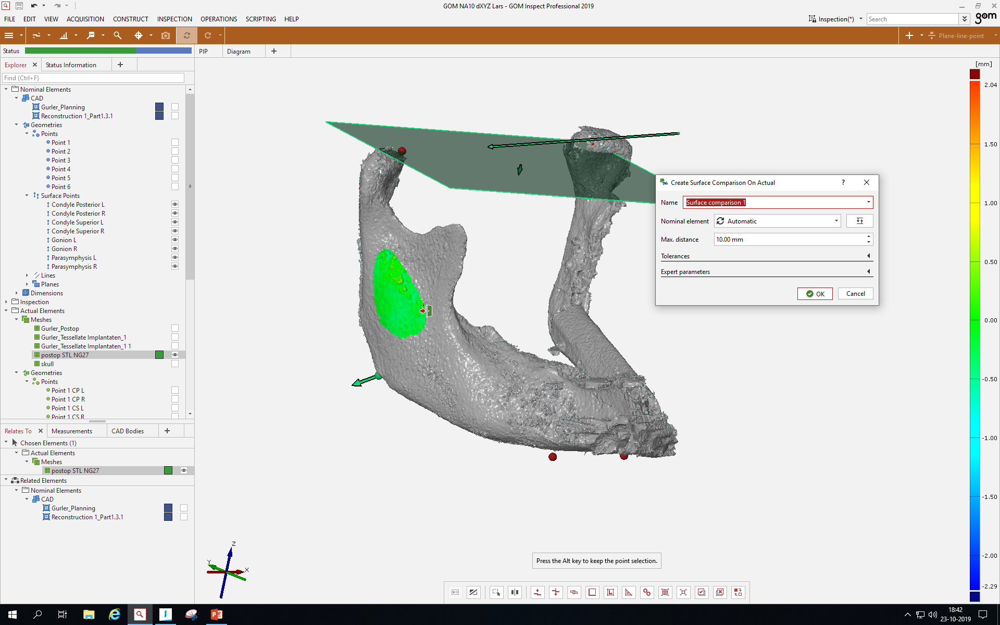 GOM NA10 dXYZ Lars - GOM Inspect Professional 2019
FILE EDIT VIEW ACQUISITION CONSTRUCT INSPECTION OPERATIONS SCRIPTING HELP
Inspection(*) Search gom
Plane-line-point
Status PIP Diagram
Explorer Status Information
Find (Ctrl+F)
Nominal Elements
CAD
Gurler_Planning
Reconstruction 1_Part1.3.1
Geometries
Points
Point 1
Point 2
Point 3
Point 4
Point 5
Point 6
Surface Points
Condyle Posterior L
Condyle Posterior R
Condyle Superior L
Condyle Superior R
Gonion L
Gonion R
Parasymphysis L
Parasymphysis R
Lines
Planes
Dimensions
Inspection
Actual Elements
Meshes
Gurler_Postop
Gurler_Tessellate Implantaten_1
Gurler_Tessellate Implantaten_1 1
postop STL NG27
skull
Geometries
Points
Point 1 CP L
Point 1 CP R
Point 1 CS L
Point 1 CS R
Relates To Measurements CAD Bodies
Chosen Elements (1)
Actual Elements
Meshes
postop STL NG27
Related Elements
Nominal Elements
CAD
Gurler_Planning
Reconstruction 1_Part1.3.1
Z
Y
X
Create Surface Comparison On Actual ?
Name Surface comparison 1
Nominal element Automatic
Max. distance 10.00 mm
Tolerances
Expert parameters
OK Cancel
[mm]
2.04
1.50
1.00
0.50
0.00
-0.50
-1.00
-1.50
-2.00
-2.29
Press the Alt key to keep the point selection.
18:42
23-10-2019